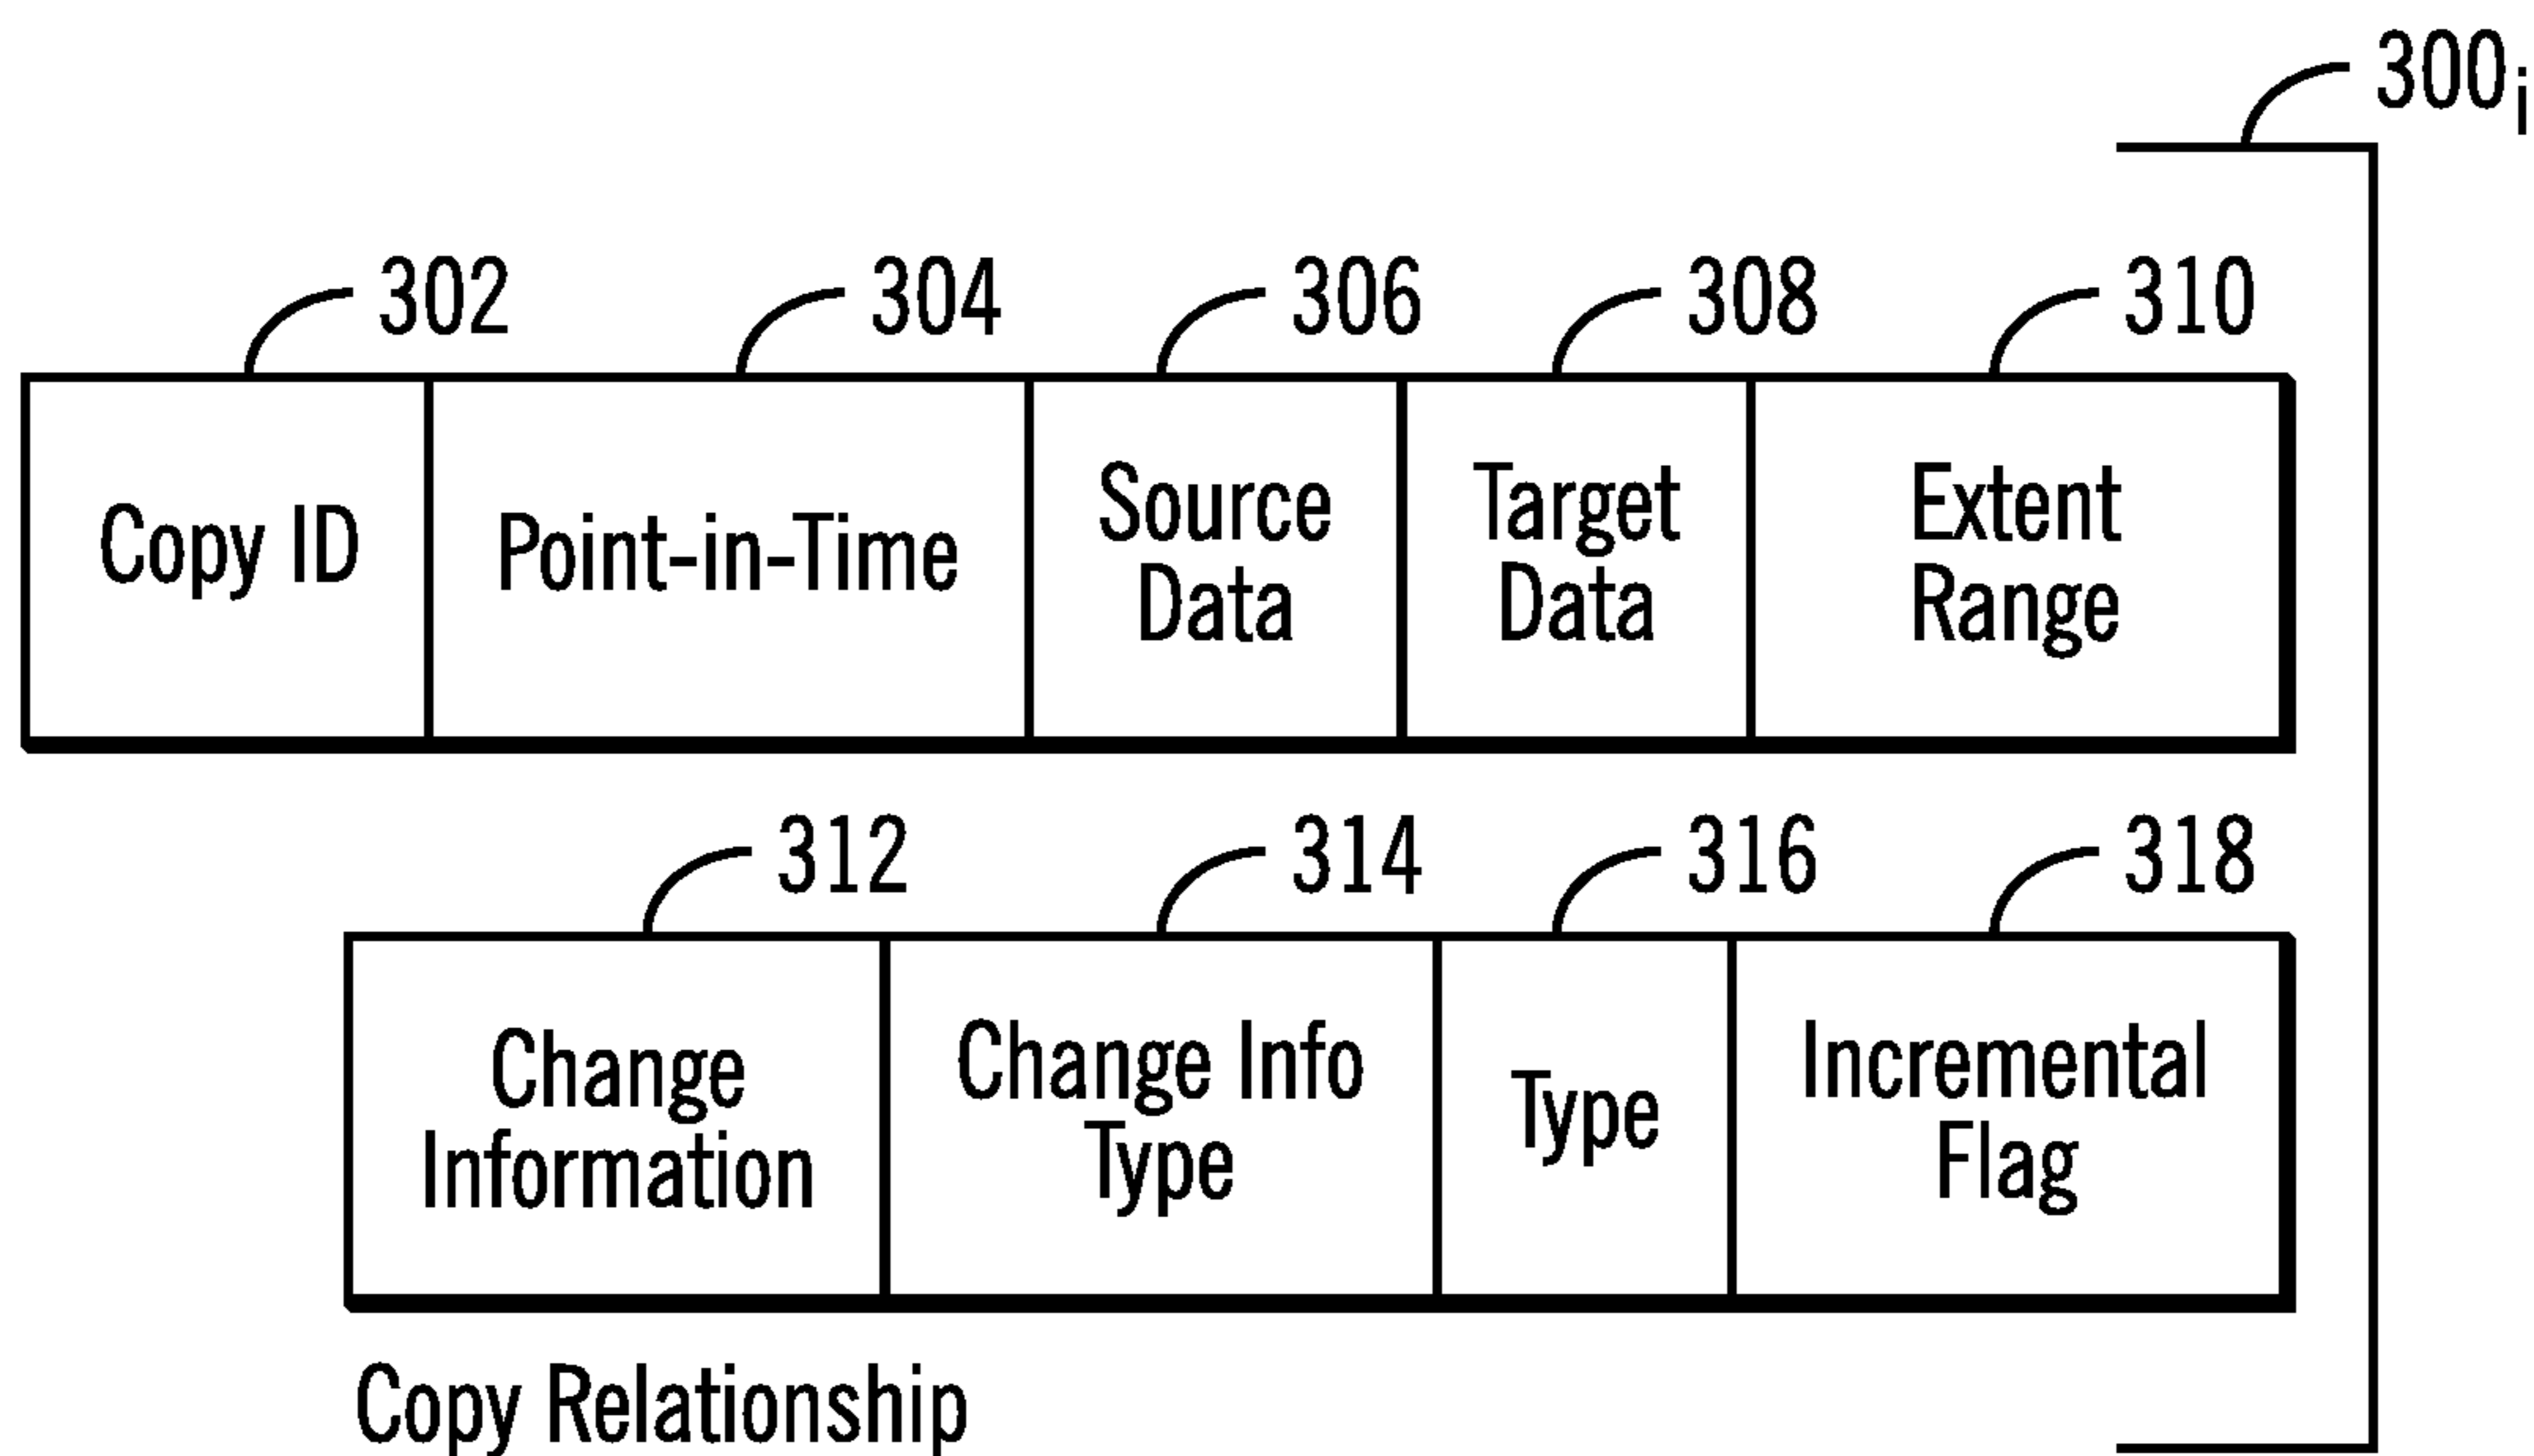 300i
302 304 306 308 310
Copy ID
Point-in-Time
Source
Data
Target
Data
Extent
Range
312 314 316 318
Change
Information
Change Info
Type
Type
Incremental
Flag
Copy Relationship